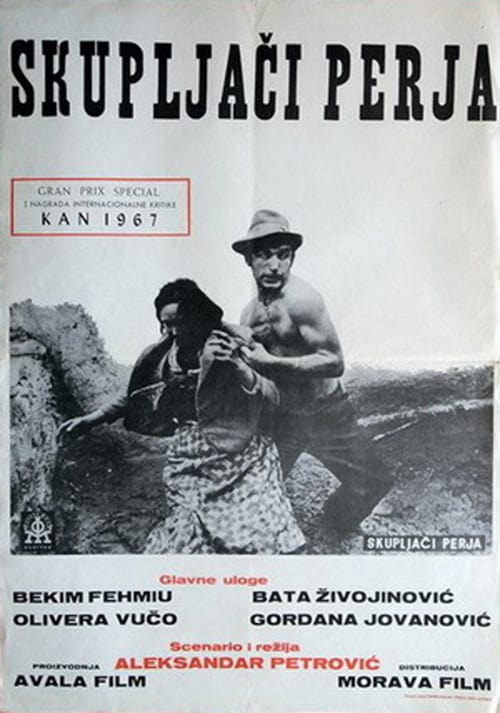 SKUPLJAČI PERJA
GRAN PRIX SPECIAL
I NAGRADA INTERNACIONALNE KRITIKE
KAN 1967
SKUPLJAČI PERJA
Glavne uloge
BEKIM FEHMIU BATA ŽIVOJINOVIĆ
OLIVERA VUČO GORDANA JOVANOVIĆ
Scenario i režija
PROIZVODNJA ALEKSANDAR PETROVIĆ DISTRIBUCIJA
AVALA FILM MORAVA FILM